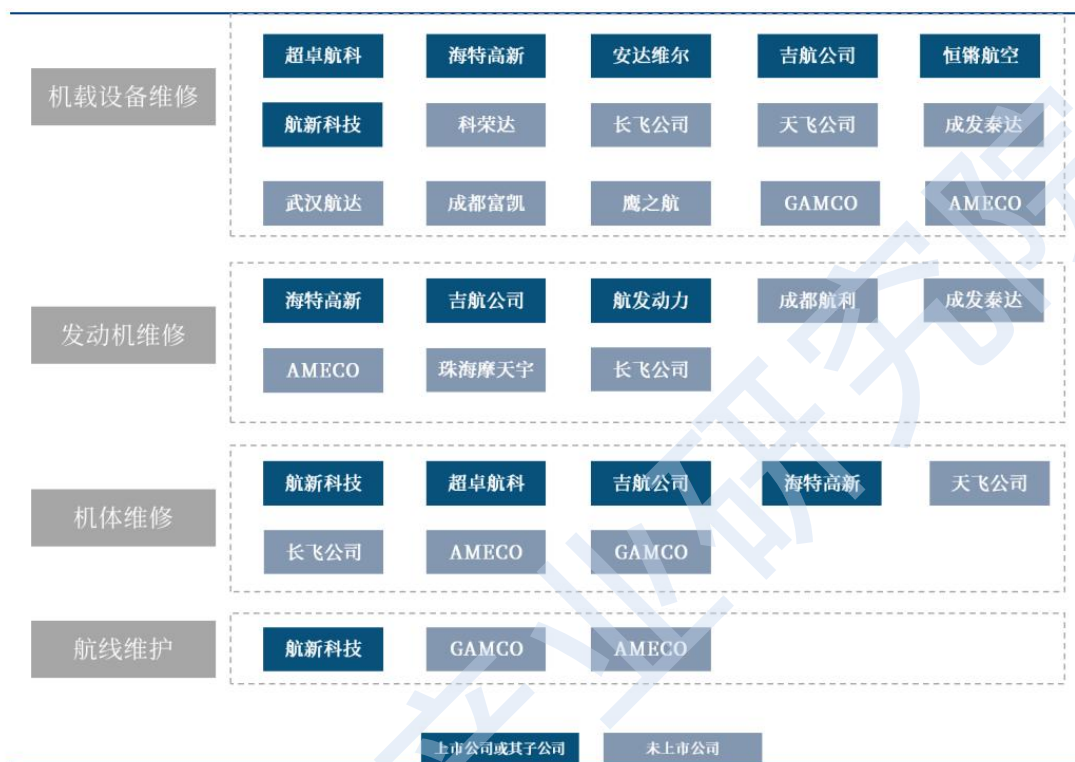 机载设备维修
超卓航科
海特高新
安达维尔
吉航公司
恒锵航空
航新科技
科荣达
长飞公司
天飞公司
成发泰达
武汉航达
成都富凯
鹰之航
GAMCO
AMECO
发动机维修
海特高新
吉航公司
航发动力
成都航利
成发泰达
AMECO
珠海摩天宇
长飞公司
机体维修
航新科技
超卓航科
吉航公司
海特高新
天飞公司
长飞公司
AMECO
GAMCO
航线维护
航新科技
GAMCO
AMECO
上市公司或其子公司
未上市公司
产业研究院